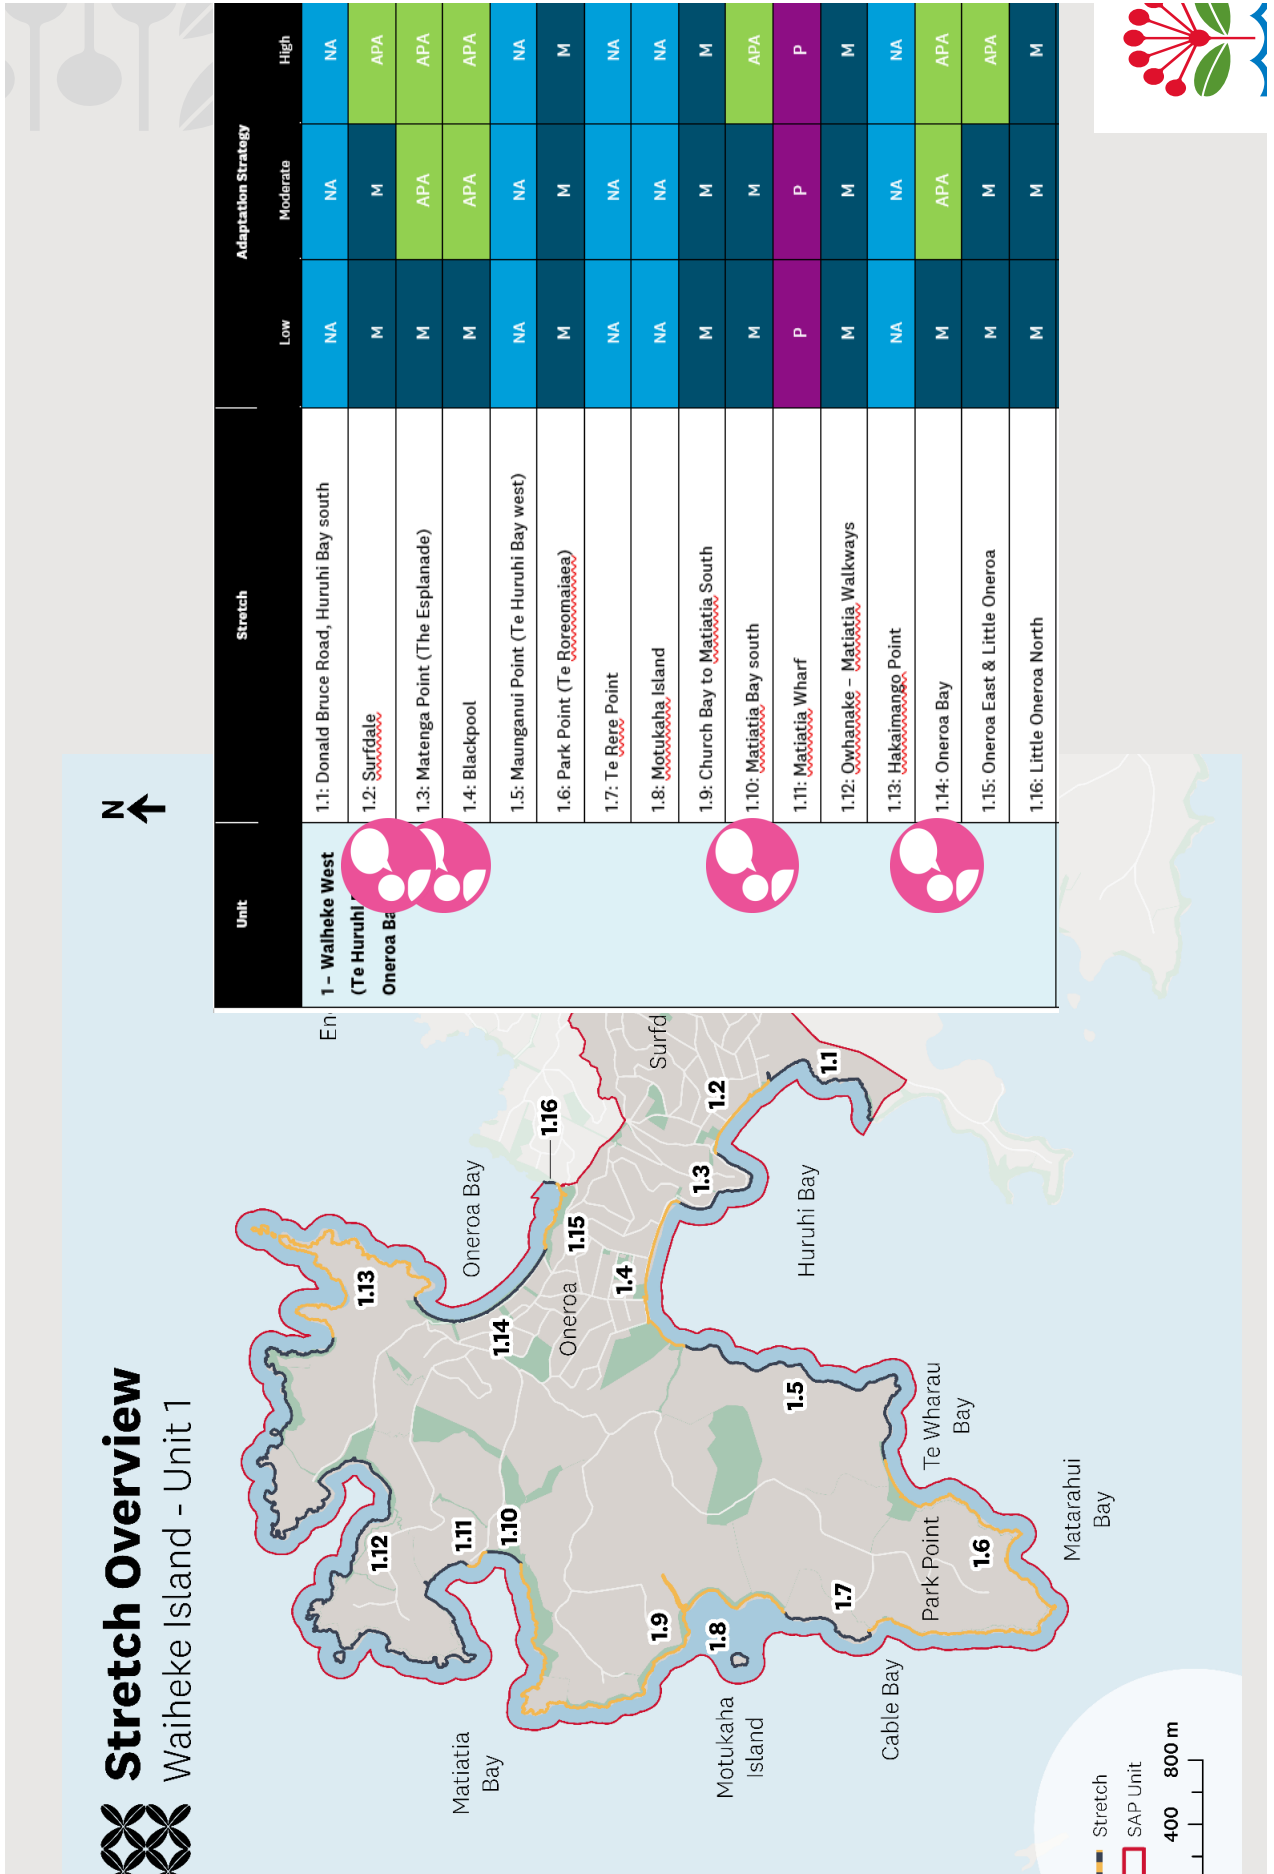 Stretch Overview
Waiheke Island - Unit 1
N
Matiatia
Bay
Motukaha
Island
Cable Bay
Park Point
Te Wharau
Bay
Matarahui
Bay
Huruhi Bay
Oneroa Bay
Oneroa
Surfd
En
1.1
1.2
1.3
1.4
1.5
1.6
1.7
1.8
1.9
1.10
1.11
1.12
1.13
1.14
1.15
1.16
Stretch
SAP Unit
400 800 m
Unit Stretch Adaptation Strategy
Low Moderate High
1 – Waiheke West
(Te Huruhi
Oneroa Ba
1.1: Donald Bruce Road, Huruhi Bay south NA NA NA
1.2: Surfdale M M APA
1.3: Matenga Point (The Esplanade) M APA APA
1.4: Blackpool M APA APA
1.5: Maunganui Point (Te Huruhi Bay west) NA NA NA
1.6: Park Point (Te Roreomaiaea) M M M
1.7: Te Rere Point NA NA NA
1.8: Motukaha Island NA NA NA
1.9: Church Bay to Matiatia South M M M
1.10: Matiatia Bay south M M APA
1.11: Matiatia Wharf P P P
1.12: Owhanake – Matiatia Walkways M M M
1.13: Hakaimango Point NA NA NA
1.14: Oneroa Bay M APA APA
1.15: Oneroa East & Little Oneroa M M APA
1.16: Little Oneroa North M M M